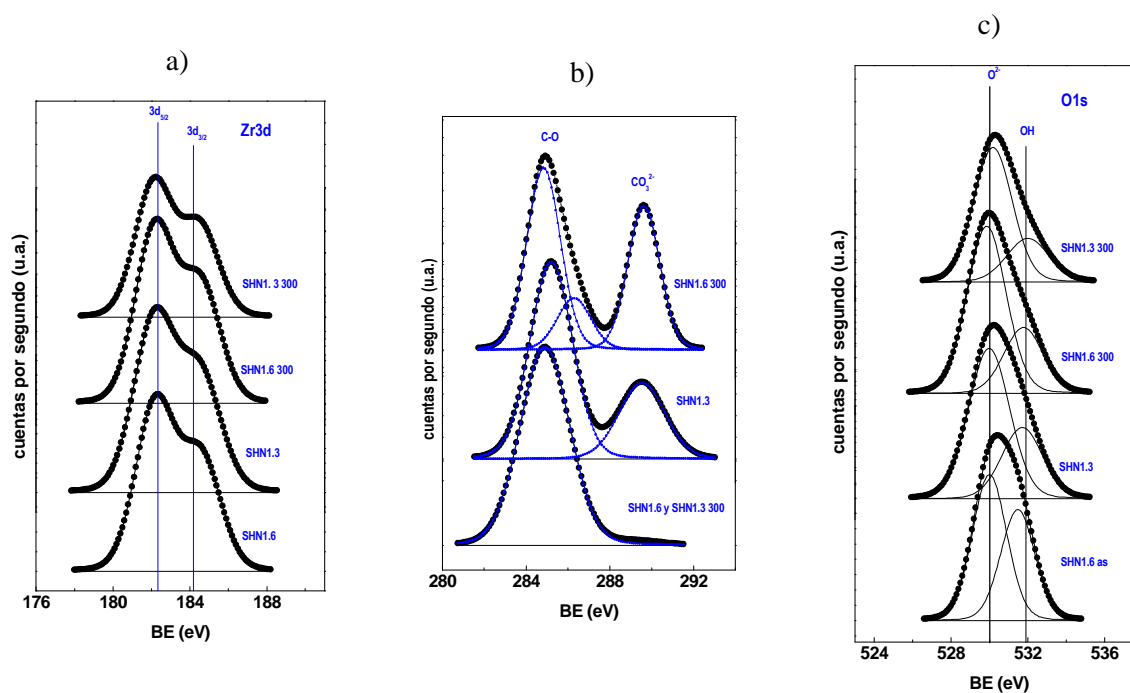 a)
3d5/2
3d3/2
Zr3d
SHN1. 3 300
SHN1.6 300
SHN1.3
SHN1.6
cuentas por segundo (u.a.)
176 180 184 188
BE (eV)
b)
C-O
CO3 2-
SHN1.6 300
SHN1.3
SHN1.6 y SHN1.3 300
cuentas por segundo (u.a.)
280 284 288 292
BE (eV)
c)
O2-
O1s
OH
SHN1.3 300
SHN1.6 300
SHN1.3
SHN1.6 as
cuentas por segundo (u.a.)
524 528 532 536
BE (eV)